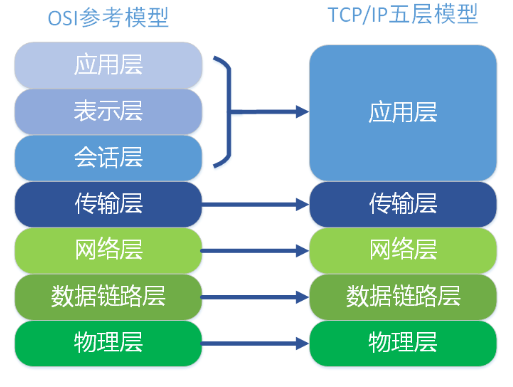 OSI参考模型
应用层
表示层
会话层
传输层
网络层
数据链路层
物理层
TCP/IP五层模型
应用层
传输层
网络层
数据链路层
物理层